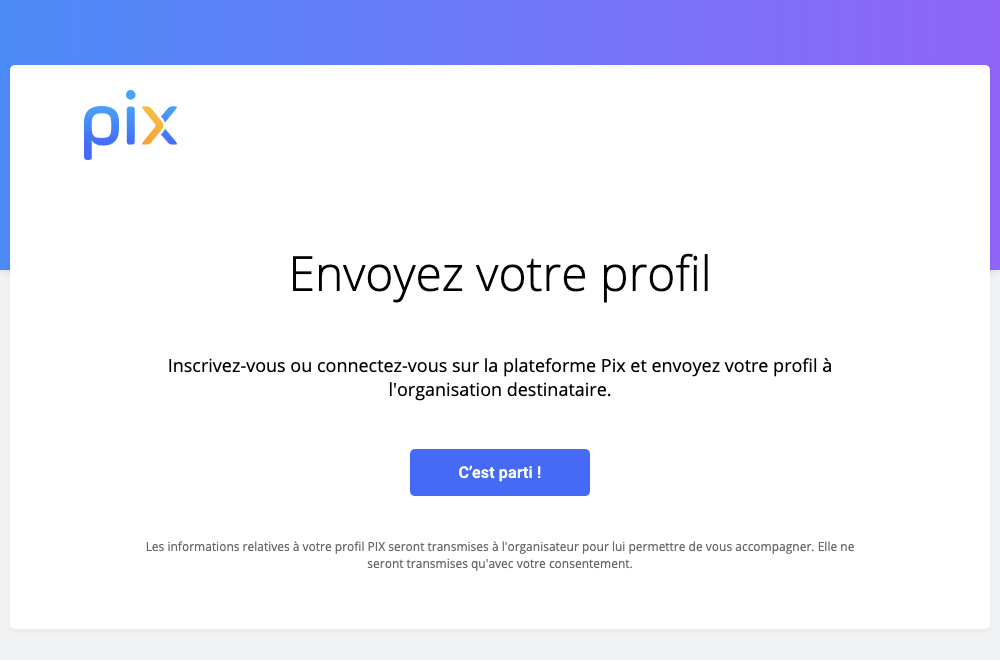 pix
Envoyez votre profil
Inscrivez-vous ou connectez-vous sur la plateforme Pix et envoyez votre profil à
l'organisation destinataire.
C’est parti !
Les informations relatives à votre profil PIX seront transmises à l'organisateur pour lui permettre de vous accompagner. Elle ne
seront transmises qu'avec votre consentement.